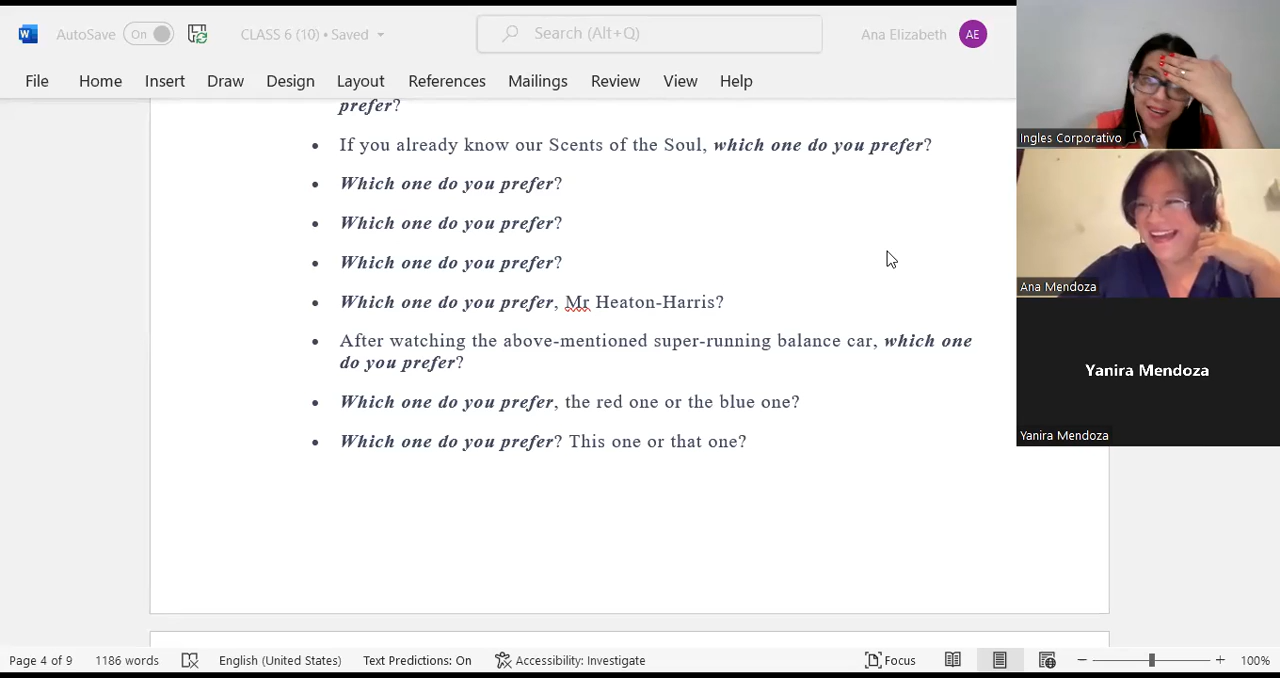 AutoSave On CLASS 6 (10) • Saved Search (Alt+Q) Ana Elizabeth AE
File Home Insert Draw Design Layout References Mailings Review View Help
prefer?
• If you already know our Scents of the Soul, which one do you prefer?
• Which one do you prefer?
• Which one do you prefer?
• Which one do you prefer?
• Which one do you prefer, Mr Heaton-Harris?
• After watching the above-mentioned super-running balance car, which one
do you prefer?
• Which one do you prefer, the red one or the blue one?
• Which one do you prefer? This one or that one?
Ingles Corporativo
Ana Mendoza
Yanira Mendoza
Yanira Mendoza
Page 4 of 9 1186 words English (United States) Text Predictions: On Accessibility: Investigate Focus 100%